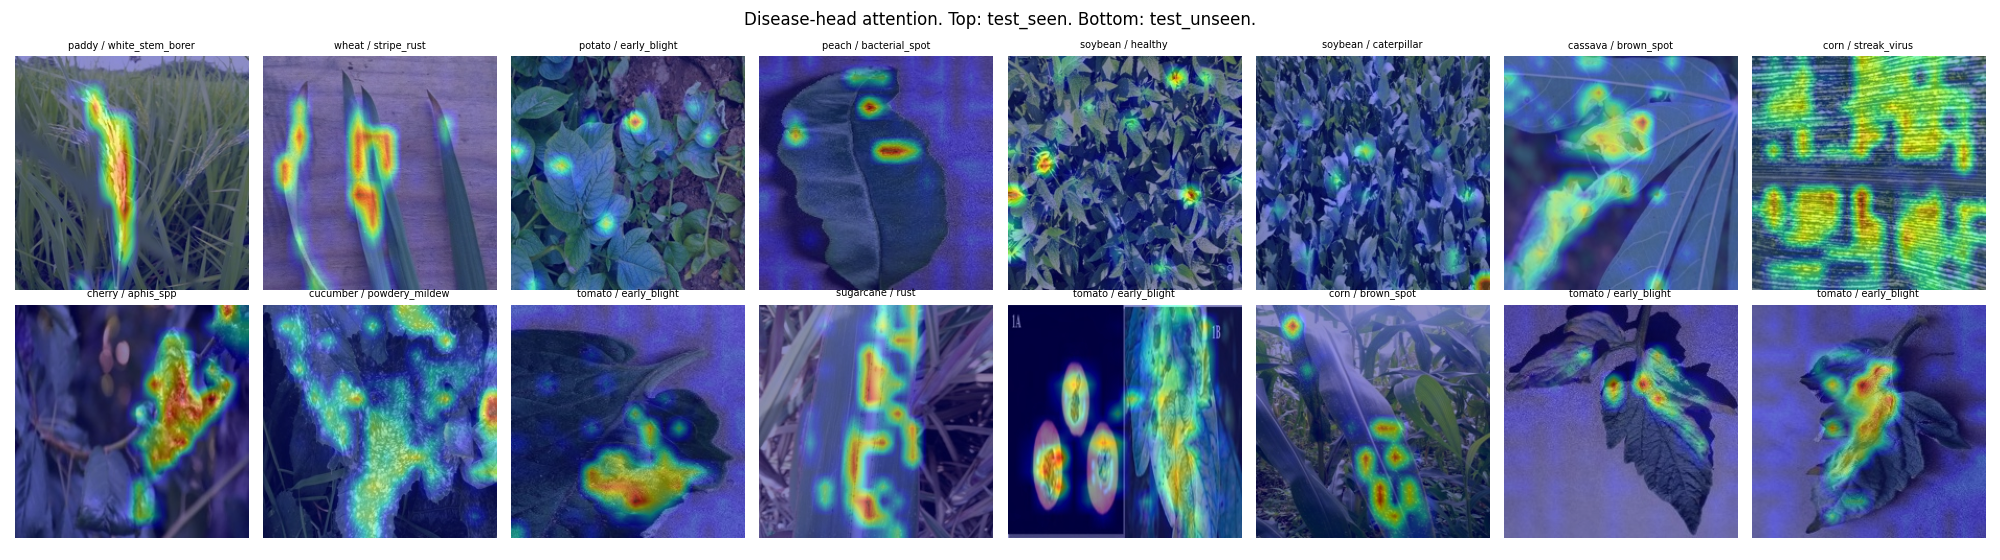 Disease-head attention. Top: test_seen. Bottom: test_unseen.
paddy / white_stem_borer
wheat / stripe_rust
potato / early_blight
peach / bacterial_spot
soybean / healthy
soybean / caterpillar
cassava / brown_spot
corn / streak_virus
cherry / aphis_spp
cucumber / powdery_mildew
tomato / early_blight
sugarcane / rust
tomato / early_blight
corn / brown_spot
tomato / early_blight
tomato / early_blight
1A
1B